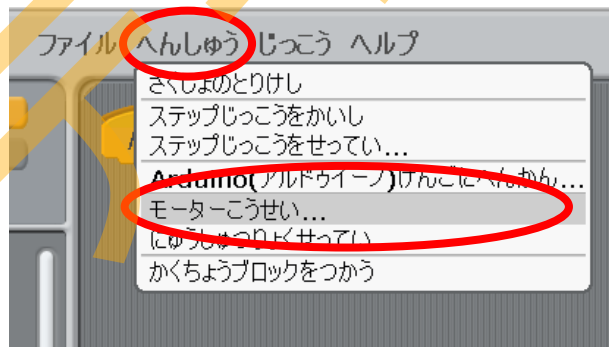 ファイル へんしゅう じっこう ヘルプ
さくじょのとりけし
ステップじっこうをかいし
ステップじっこうをせってい...
Arduino(アルドゥイーノ)げんごにへんかん...
モーターこうせい...
にゅうしゅつりょくせってい...
かくちょうブロックをつかう